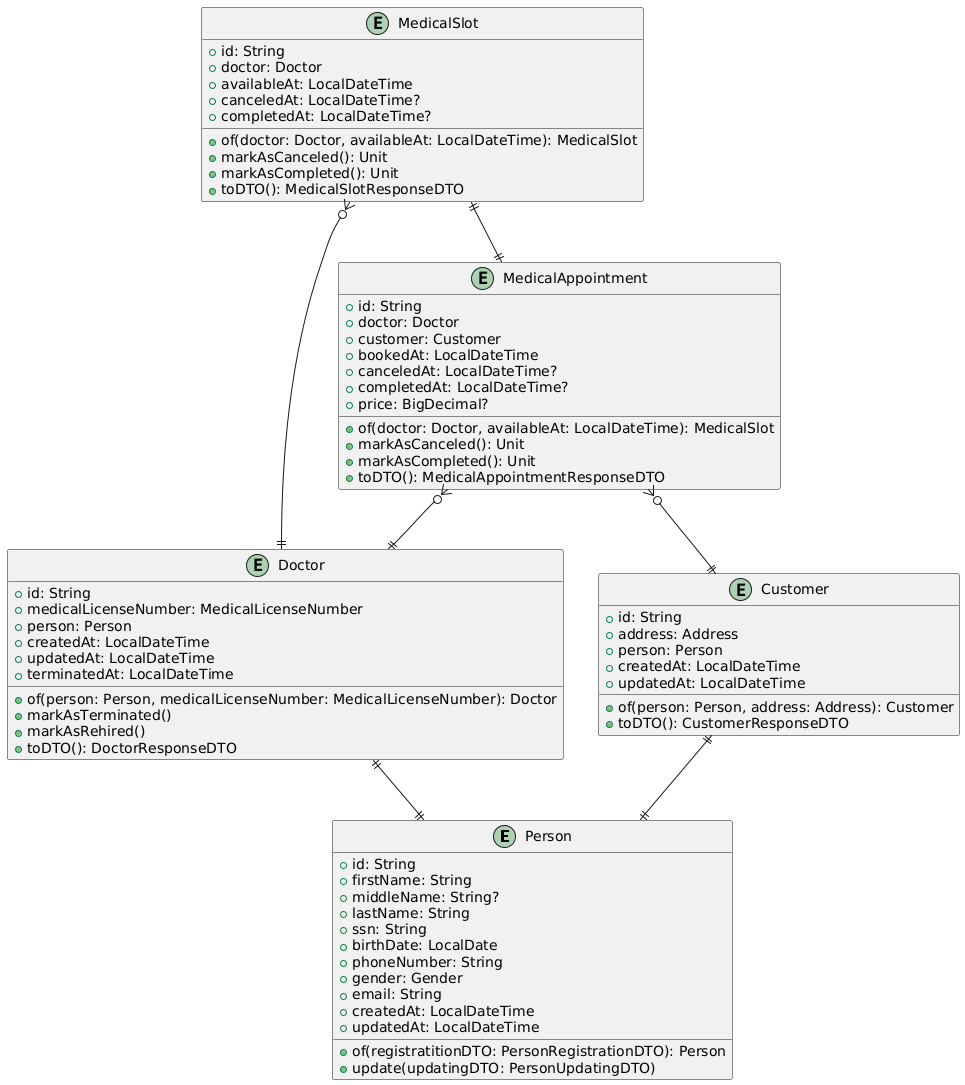 E MedicalSlot
id: String
doctor: Doctor
availableAt: LocalDateTime
canceledAt: LocalDateTime?
completedAt: LocalDateTime?
of(doctor: Doctor, availableAt: LocalDateTime): MedicalSlot
markAsCanceled(): Unit
markAsCompleted(): Unit
toDTO(): MedicalSlotResponseDTO
E MedicalAppointment
id: String
doctor: Doctor
customer: Customer
bookedAt: LocalDateTime
canceledAt: LocalDateTime?
completedAt: LocalDateTime?
price: BigDecimal?
of(doctor: Doctor, availableAt: LocalDateTime): MedicalSlot
markAsCanceled(): Unit
markAsCompleted(): Unit
toDTO(): MedicalAppointmentResponseDTO
E Doctor
id: String
medicalLicenseNumber: MedicalLicenseNumber
person: Person
createdAt: LocalDateTime
updatedAt: LocalDateTime
terminatedAt: LocalDateTime
of(person: Person, medicalLicenseNumber: MedicalLicenseNumber): Doctor
markAsTerminated()
markAsRehired()
toDTO(): DoctorResponseDTO
E Customer
id: String
address: Address
person: Person
createdAt: LocalDateTime
updatedAt: LocalDateTime
of(person: Person, address: Address): Customer
toDTO(): CustomerResponseDTO
E Person
id: String
firstName: String
middleName: String?
lastName: String
ssn: String
birthDate: LocalDate
phoneNumber: String
gender: Gender
email: String
createdAt: LocalDateTime
updatedAt: LocalDateTime
of(registratitionDTO: PersonRegistrationDTO): Person
update(updatingDTO: PersonUpdatingDTO)